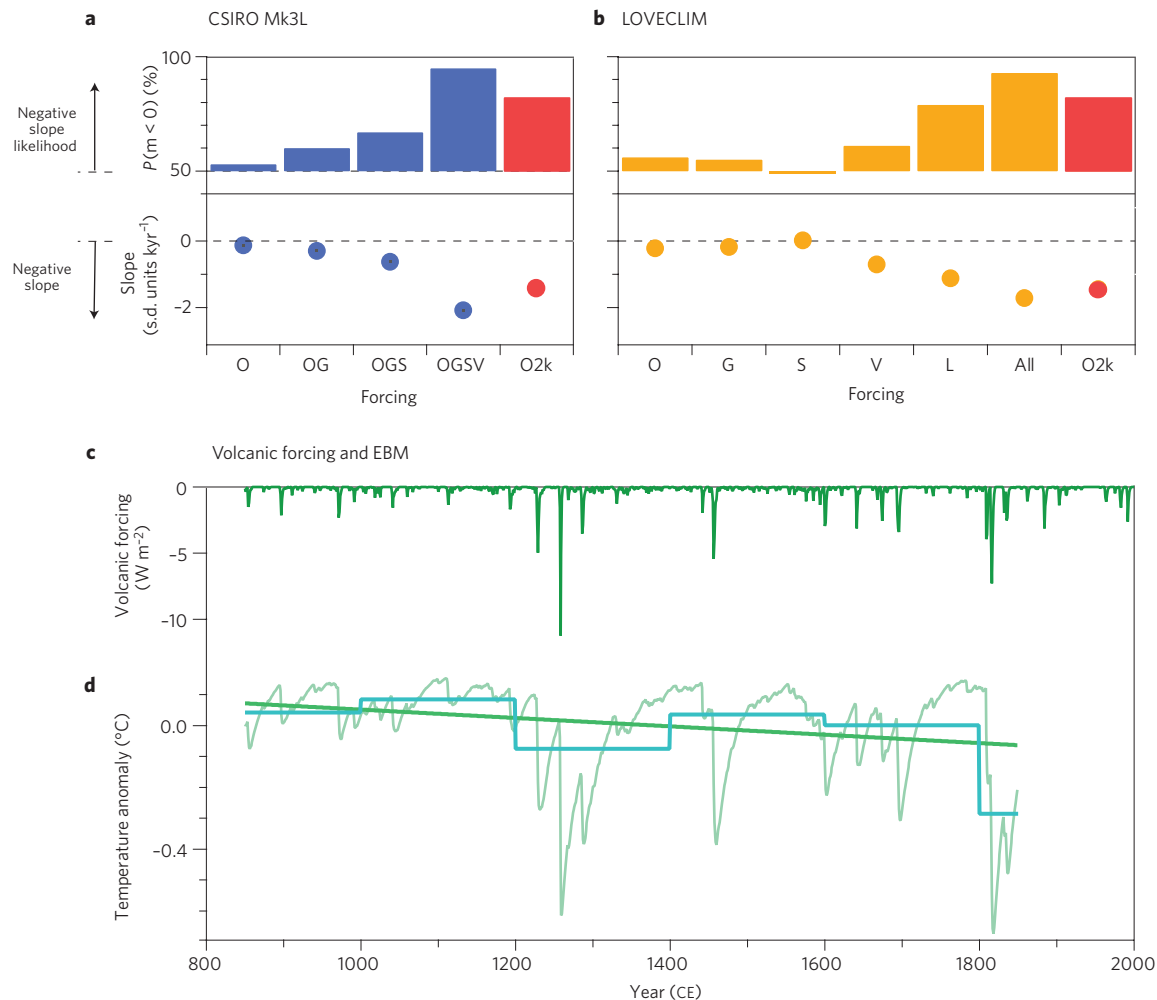 a CSIRO Mk3L
b LOVECLIM
Negative
slope
likelihood
P(m < 0) (%)
100
50
Negative
slope
Slope
(s.d. units kyr⁻¹)
0
−2
O OG OGS OGSV O2k
Forcing
O G S V L All O2k
Forcing
c Volcanic forcing and EBM
Volcanic forcing
(W m⁻²)
0
−5
−10
d
Temperature anomaly (°C)
0.0
−0.4
800 1000 1200 1400 1600 1800 2000
Year (CE)